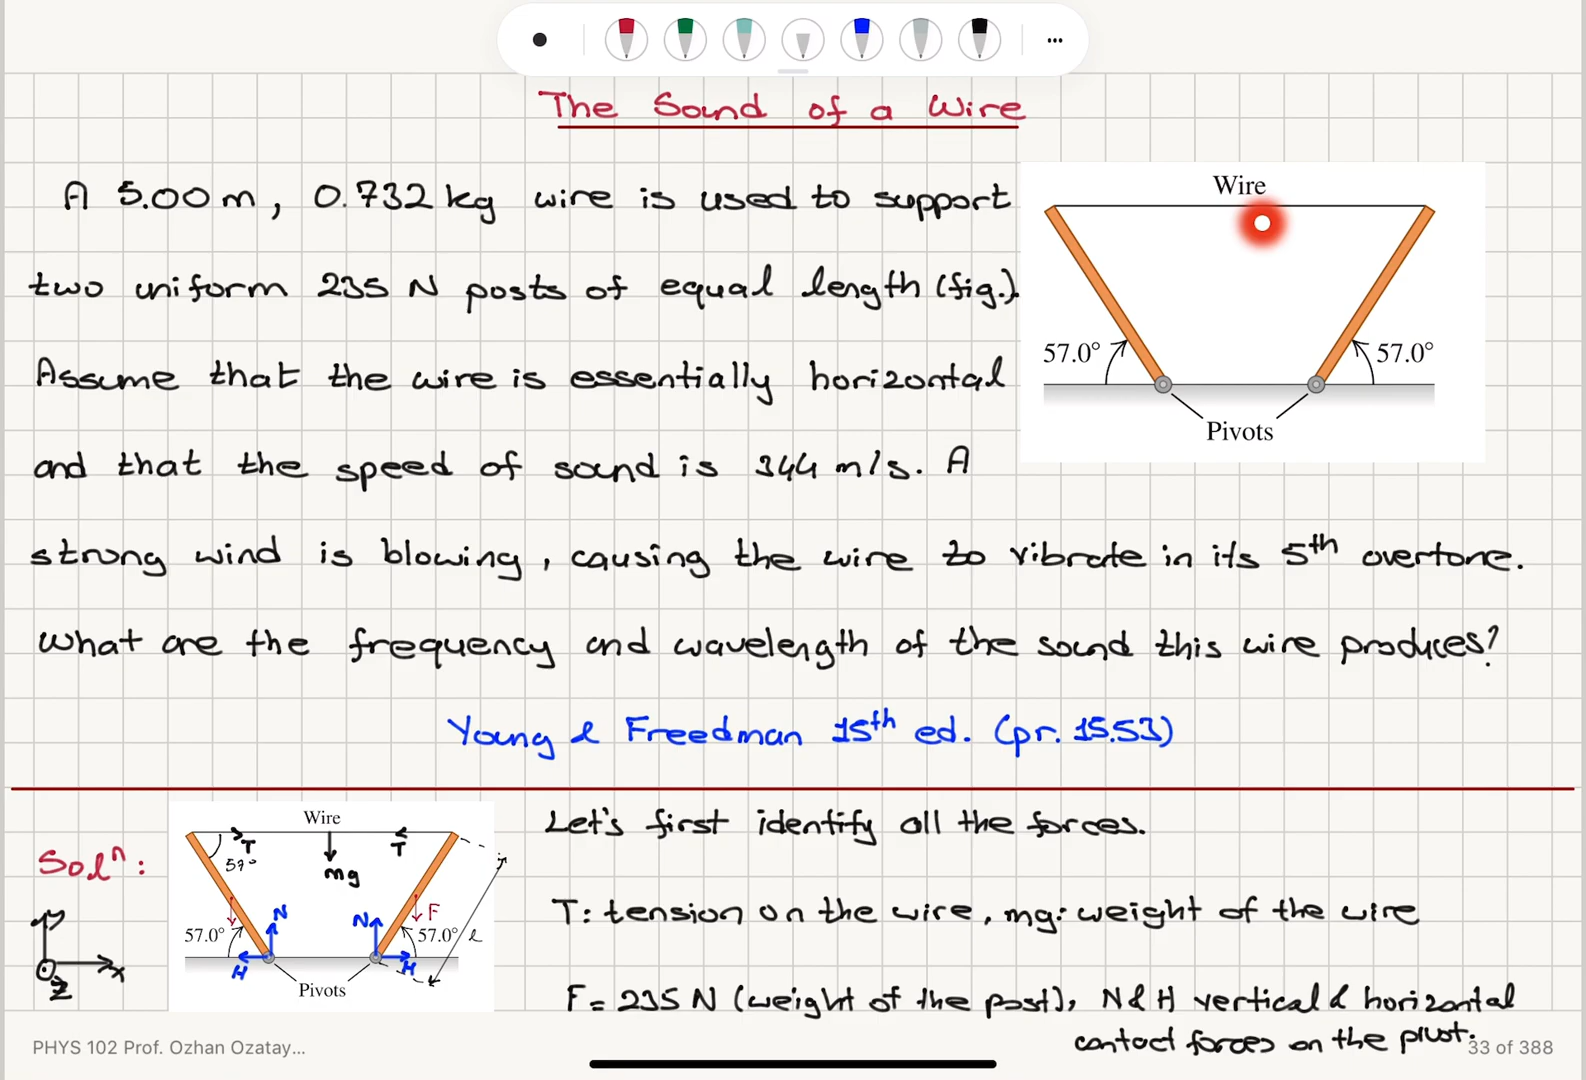 The Sound of a Wire
A 5.00 m, 0.732 kg wire is used to support
two uniform 235 N posts of equal length (fig.).
Assume that the wire is essentially horizontal
and that the speed of sound is 344 m/s. A
strong wind is blowing, causing the wire to vibrate in its 5th overtone.
What are the frequency and wavelength of the sound this wire produces?
Young & Freedman 15th ed. (pr. 15.53)
Wire
57.0°
57.0°
Pivots
Solⁿ:
Y
X
Z
Wire
T
T
57°
mg
N
N
F
57.0°
57.0°
l
H
H
Pivots
Let's first identify all the forces.
T: tension on the wire, mg: weight of the wire
F = 235 N (weight of the post), N & H vertical & horizontal
contact forces on the pivot.
PHYS 102 Prof. Ozhan Ozatay...
33 of 388